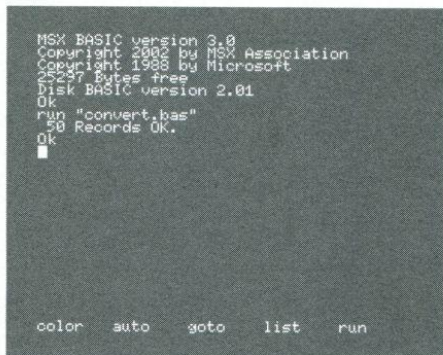 MSX BASIC version 3.0
Copyright 2002 by MSX Association
Copyright 1988 by Microsoft
25297 Bytes free
Disk BASIC version 2.01
Ok
run "convert.bas"
50 Records OK.
Ok
color auto goto list run